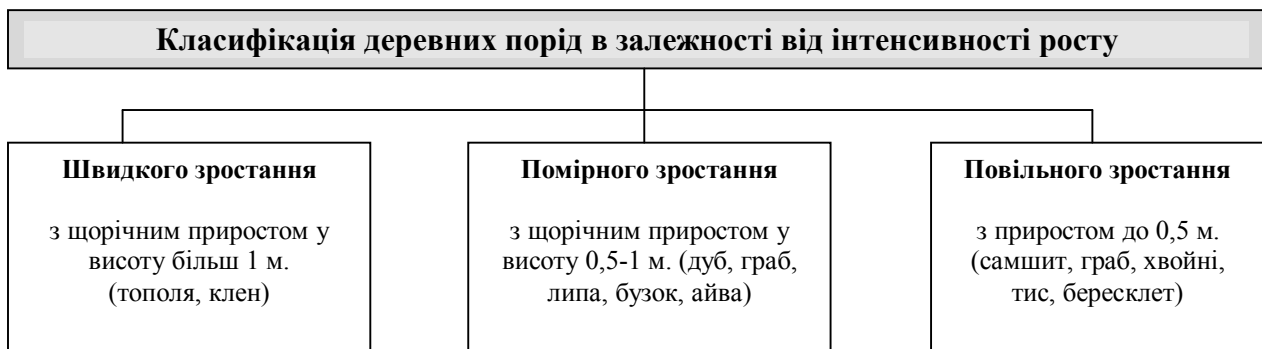 Класифікація деревних порід в залежності від інтенсивності росту
Швидкого зростання
з щорічним приростом у
висоту більш 1 м.
(тополя, клен)
Помірного зростання
з щорічним приростом у
висоту 0,5-1 м. (дуб, граб,
липа, бузок, айва)
Повільного зростання
з приростом до 0,5 м.
(самшит, граб, хвойні,
тис, бересклет)